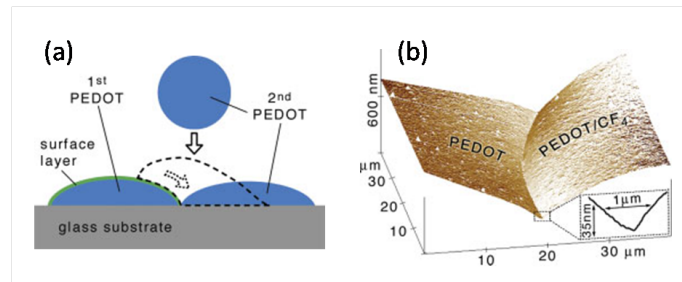 (a)
1st
PEDOT
2nd
PEDOT
surface
layer
glass substrate
(b)
600 nm
PEDOT
PEDOT/CF4
μm
30
20
10
10
20
30
μm
1μm
35nm